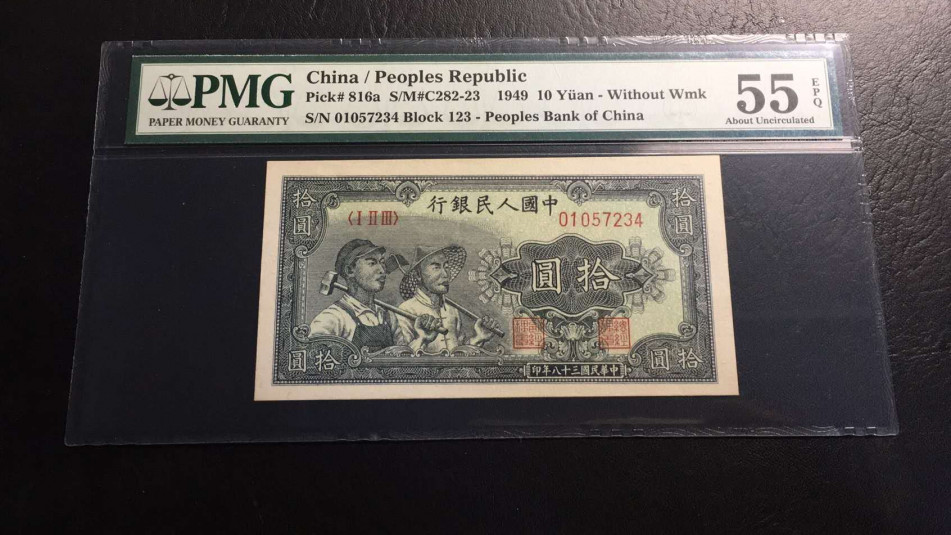 PMG
PAPER MONEY GUARANTY
China / Peoples Republic
Pick# 816a S/M#C282-23 1949 10 Yüan - Without Wmk
S/N 01057234 Block 123 - Peoples Bank of China
55 EPQ
About Uncirculated
行銀民人國中
〈I II III〉
01057234
拾圓
拾圓
圓拾
圓拾
圓拾
印年八十三國民華中